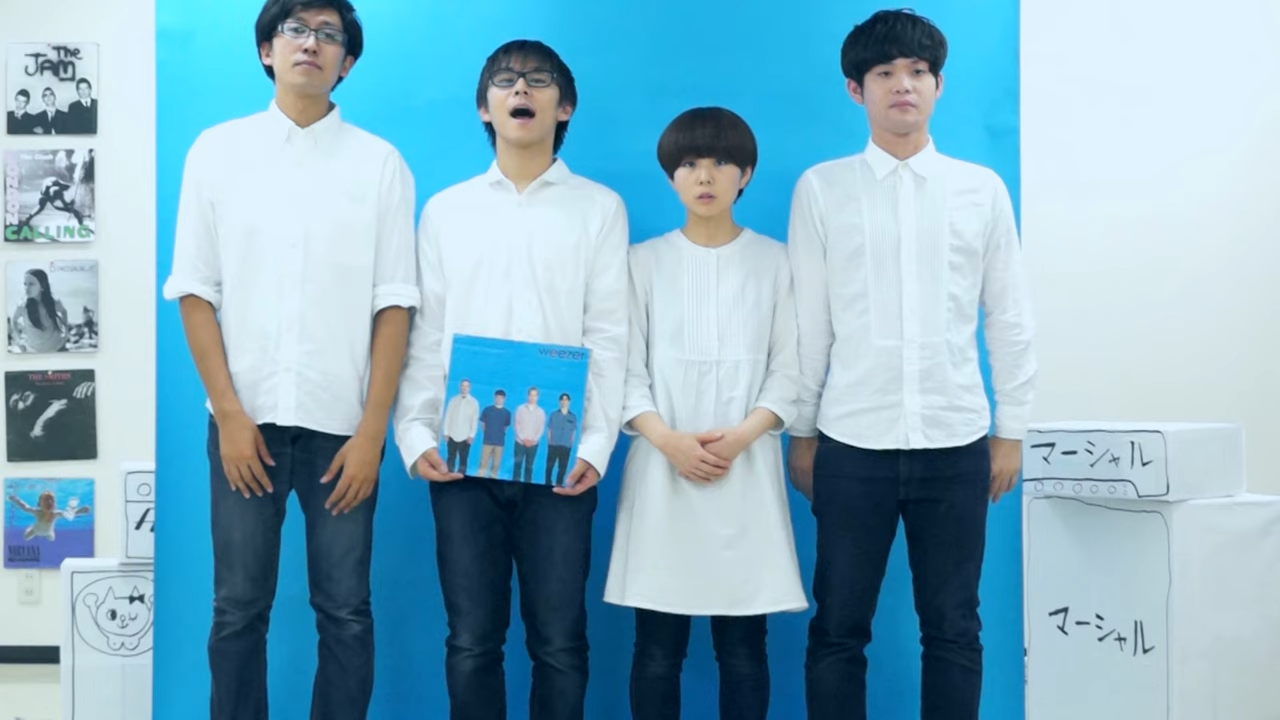 The
JAM
The Clash
CALLING
THE SMITHS
NIRVANA
weezer
A
マーシャル
マーシャル